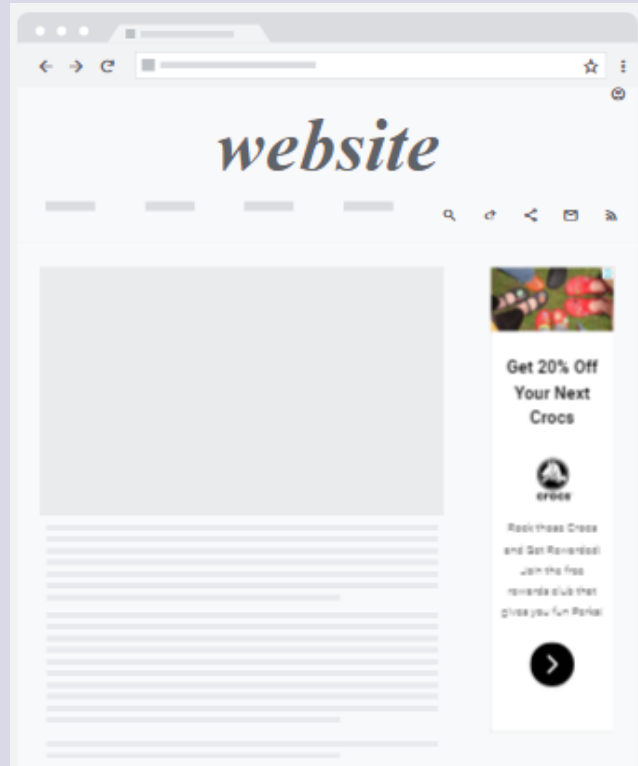 website
Get 20% Off
Your Next
Crocs
crocs
Rock these Crocs
and Get Rewarded!
Join the free
rewards club that
gives you fun Perks!